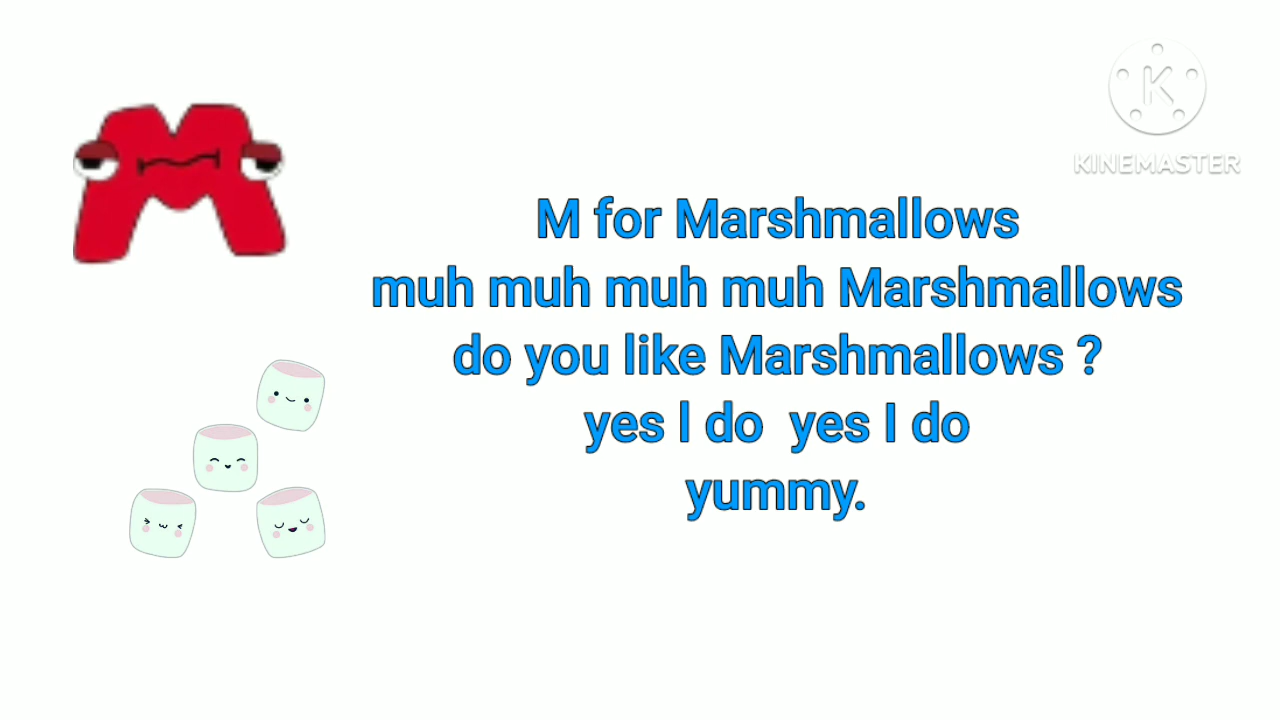 KINEMASTER
M for Marshmallows
muh muh muh muh Marshmallows
do you like Marshmallows ?
yes I do  yes I do
yummy.